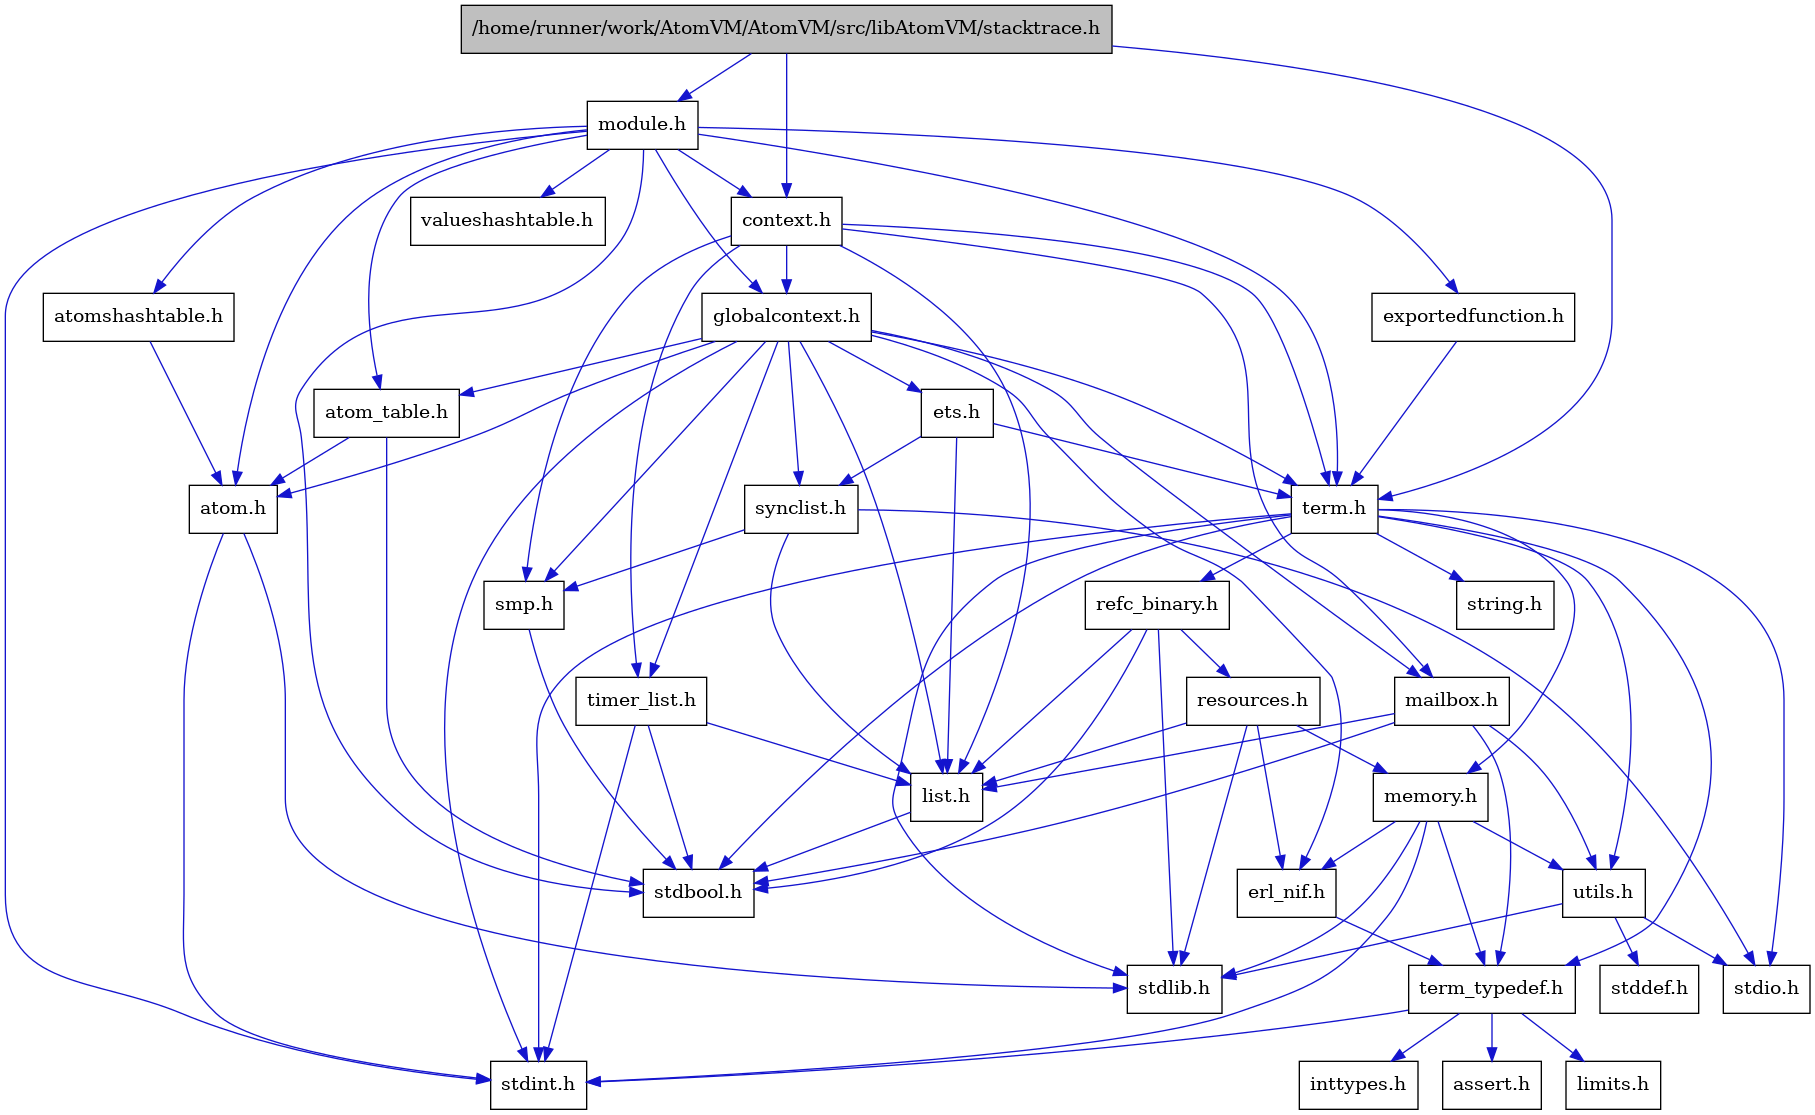 /home/runner/work/AtomVM/AtomVM/src/libAtomVM/stacktrace.h
module.h
valueshashtable.h
context.h
atomshashtable.h
globalcontext.h
exportedfunction.h
atom_table.h
ets.h
atom.h
synclist.h
term.h
smp.h
refc_binary.h
string.h
timer_list.h
resources.h
mailbox.h
list.h
memory.h
stdbool.h
erl_nif.h
utils.h
stdlib.h
term_typedef.h
stddef.h
stdio.h
stdint.h
inttypes.h
assert.h
limits.h